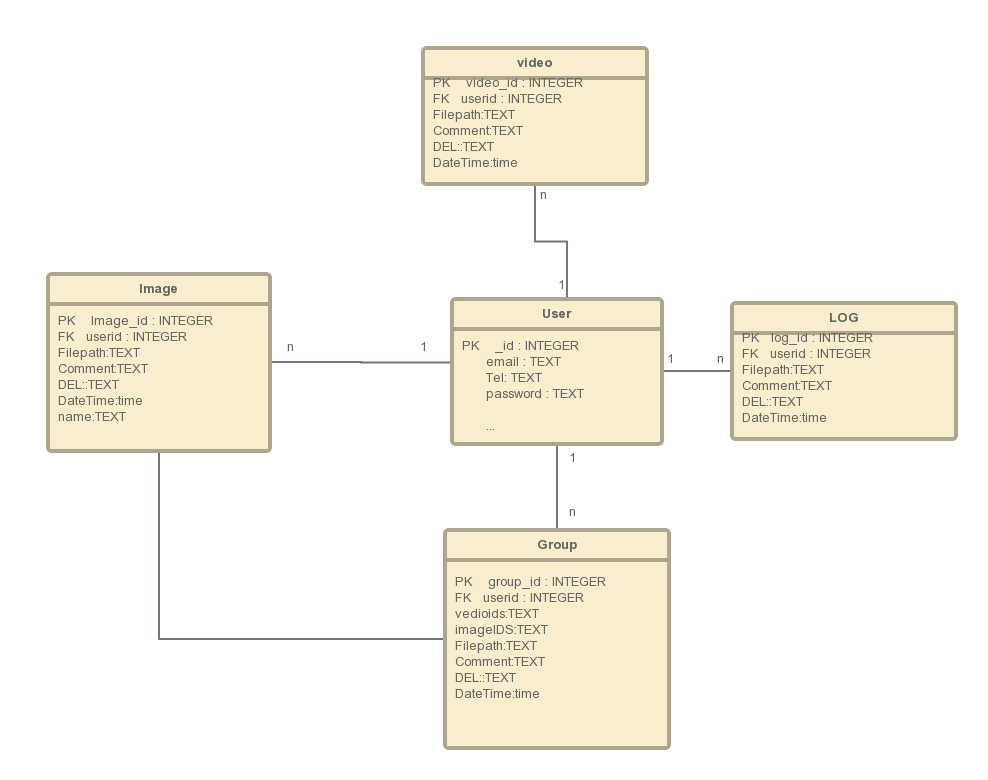 video
PK video_id : INTEGER
FK userid : INTEGER
Filepath:TEXT
Comment:TEXT
DEL::TEXT
DateTime:time
n
1
Image
PK Image_id : INTEGER
FK userid : INTEGER
Filepath:TEXT
Comment:TEXT
DEL::TEXT
DateTime:time
name:TEXT
n
1
User
PK _id : INTEGER
email : TEXT
Tel: TEXT
password : TEXT
...
1
n
LOG
PK log_id : INTEGER
FK userid : INTEGER
Filepath:TEXT
Comment:TEXT
DEL::TEXT
DateTime:time
1
n
Group
PK group_id : INTEGER
FK userid : INTEGER
vedioids:TEXT
imageIDS:TEXT
Filepath:TEXT
Comment:TEXT
DEL::TEXT
DateTime:time